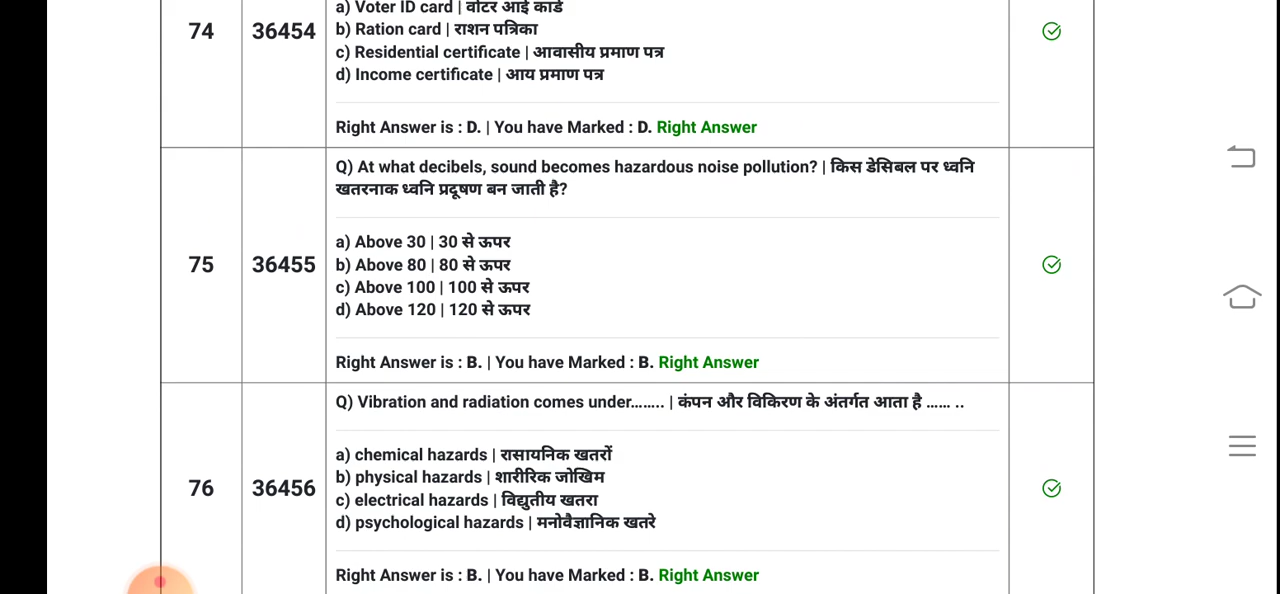 a) Voter ID card | वोटर आई कार्ड
74
36454
b) Ration card | राशन पत्रिका
c) Residential certificate | आवासीय प्रमाण पत्र
d) Income certificate | आय प्रमाण पत्र
Right Answer is : D. | You have Marked : D. Right Answer
Q) At what decibels, sound becomes hazardous noise pollution? | किस डेसिबल पर ध्वनि
खतरनाक ध्वनि प्रदूषण बन जाती है?
a) Above 30 | 30 से ऊपर
75
36455
b) Above 80 | 80 से ऊपर
c) Above 100 | 100 से ऊपर
d) Above 120 | 120 से ऊपर
Right Answer is : B. | You have Marked : B. Right Answer
Q) Vibration and radiation comes under........ | कंपन और विकिरण के अंतर्गत आता है ...... ..
a) chemical hazards | रासायनिक खतरों
b) physical hazards | शारीरिक जोखिम
76
36456
c) electrical hazards | विद्युतीय खतरा
d) psychological hazards | मनोवैज्ञानिक खतरे
Right Answer is : B. | You have Marked : B. Right Answer